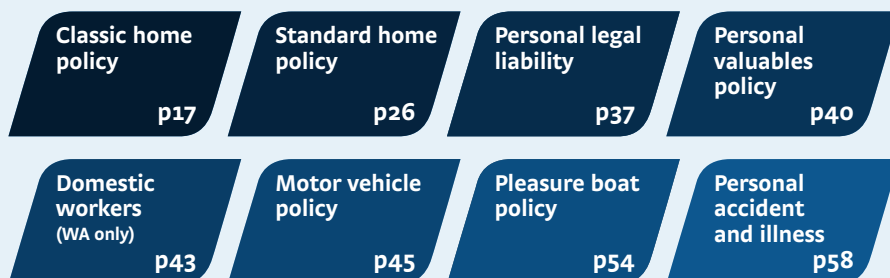 Classic home
policy
p17
Standard home
policy
p26
Personal legal
liability
p37
Personal
valuables
policy
p40
Domestic
workers
(WA only)
p43
Motor vehicle
policy
p45
Pleasure boat
policy
p54
Personal
accident
and illness
p58